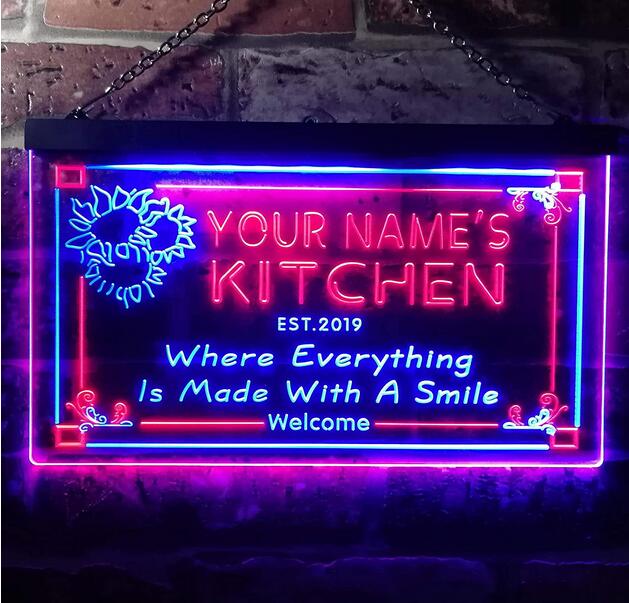 YOUR NAME'S
KITCHEN
EST.2019
Where Everything
Is Made With A Smile
Welcome